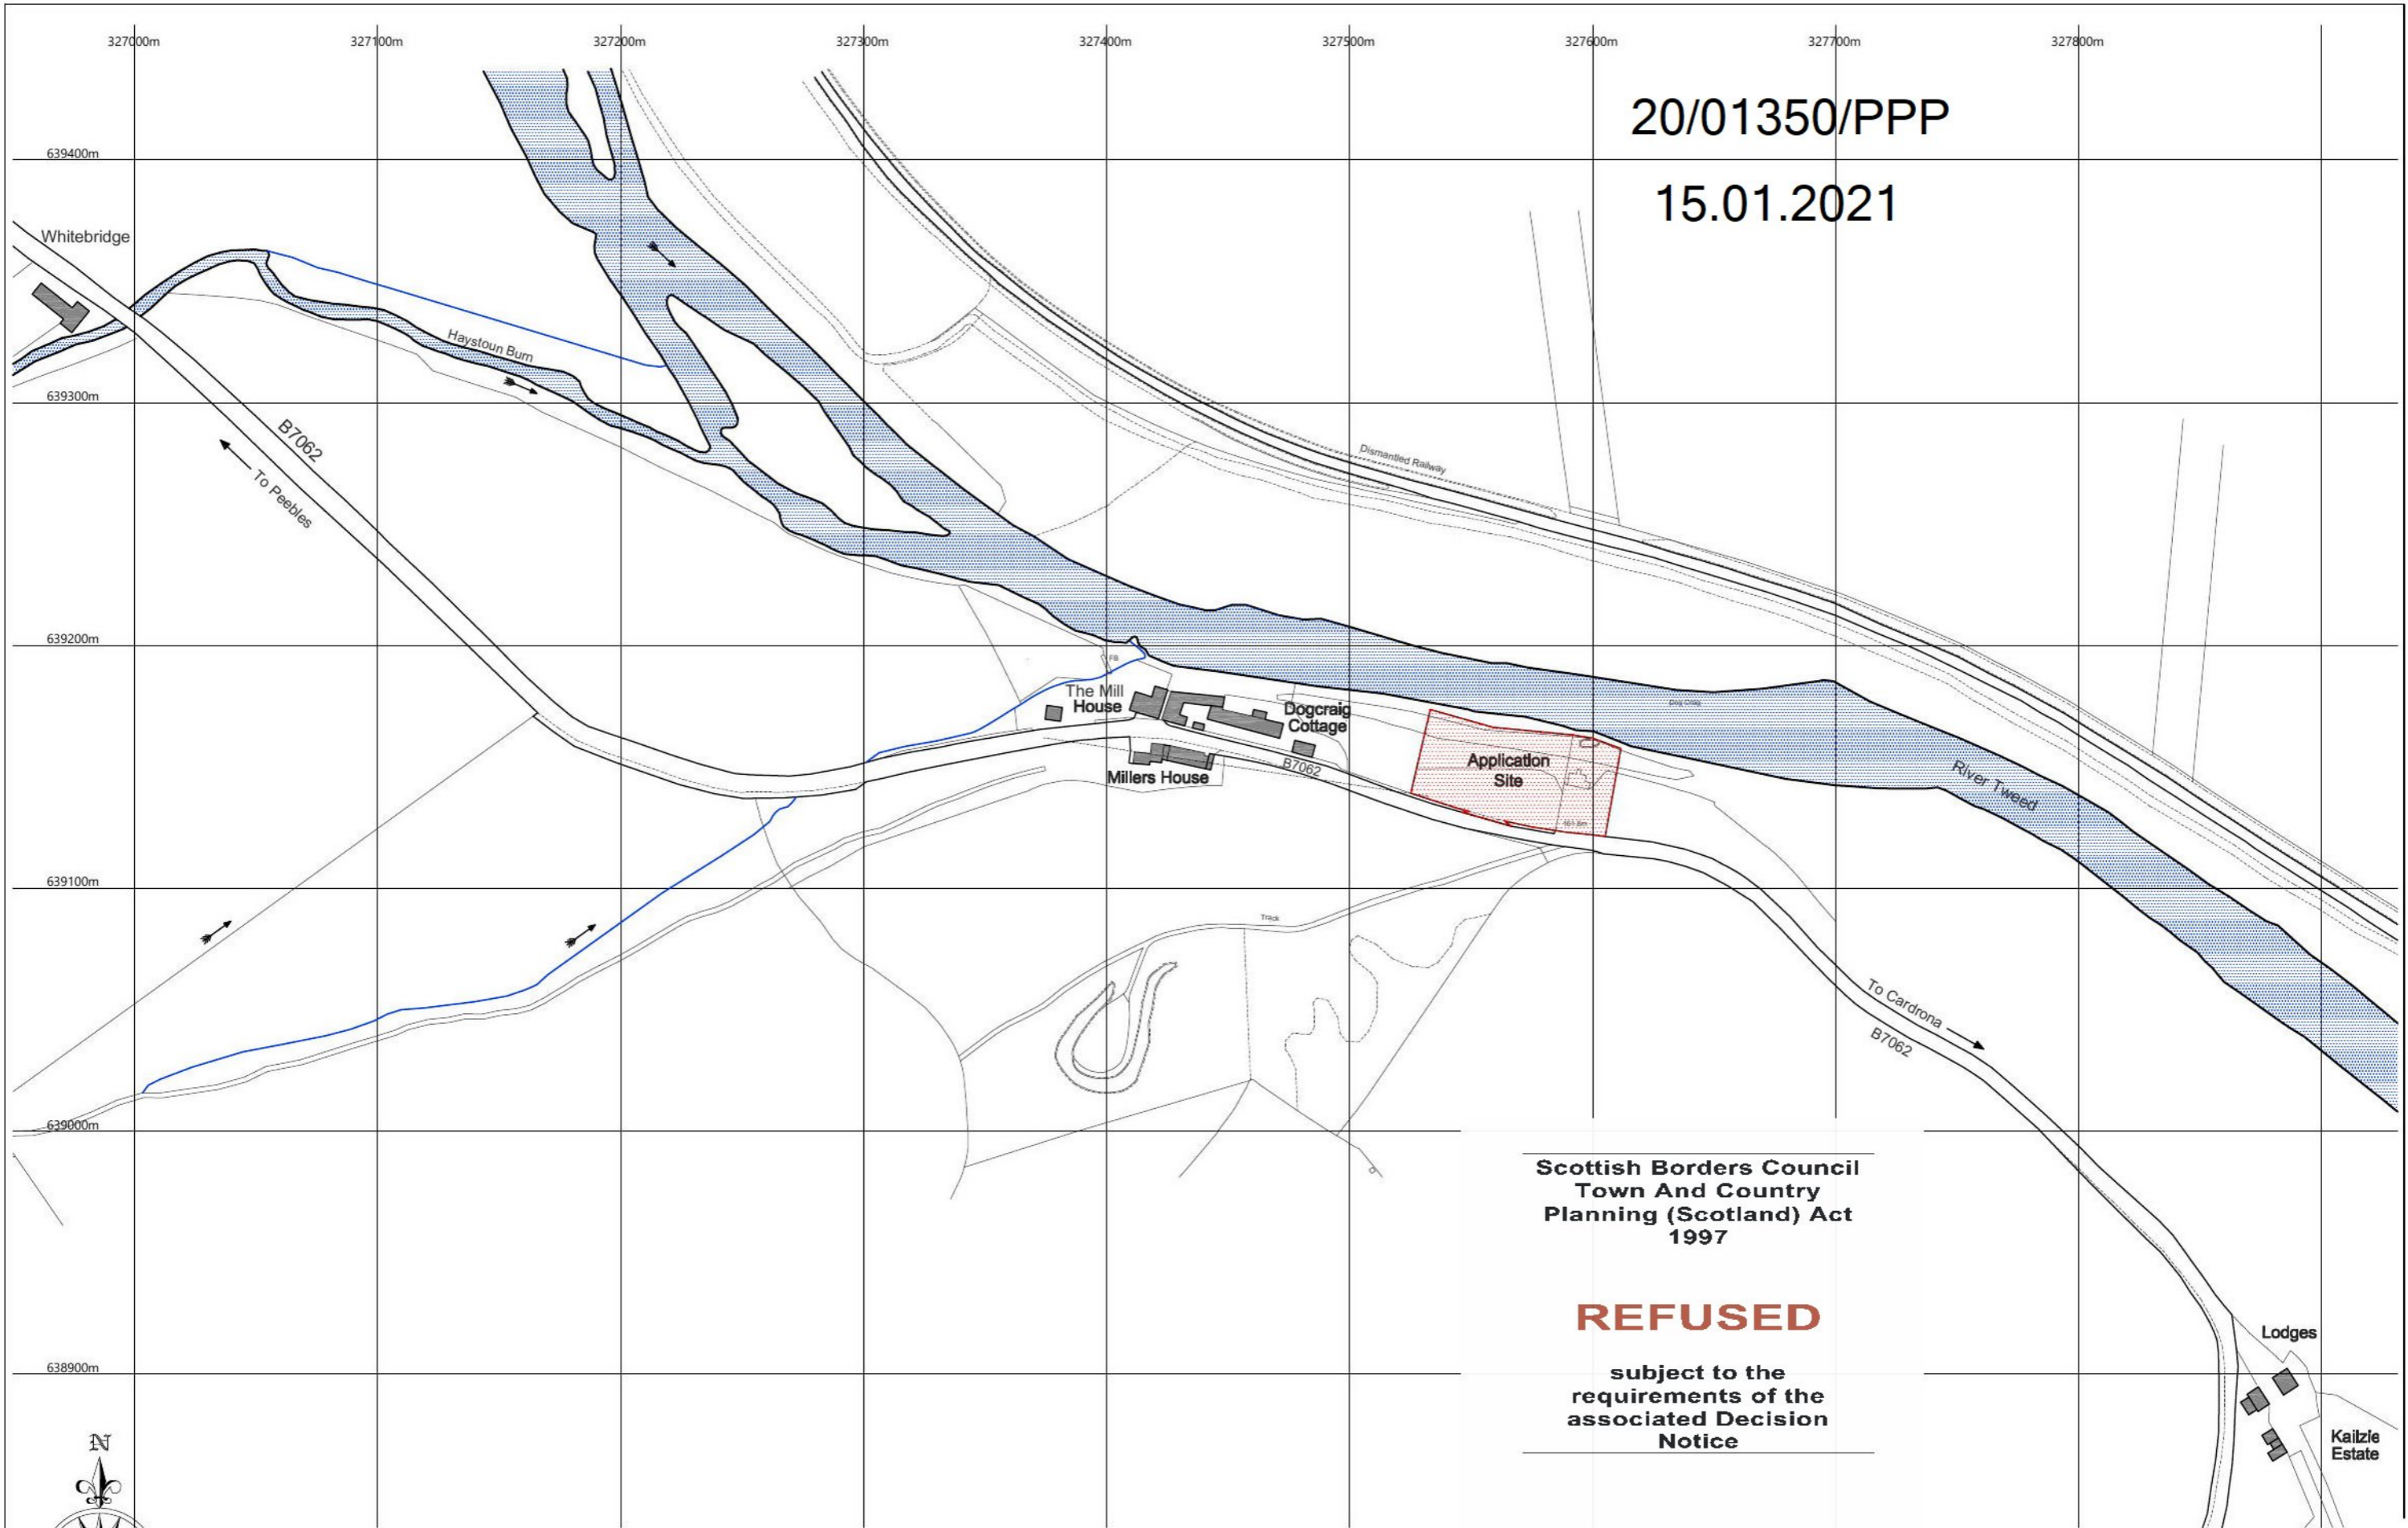 327000m 327100m 327200m 327300m 327400m 327500m 327600m 327700m 327800m
20/01350/PPP
639400m
15.01.2021
Whitebridge
Haystoun Burn
639300m
B7062
To Peebles
Dismantled Railway
639200m
FB
The Mill
House
Dogcraig
Cottage
Dog Craig
Millers House
B7062
Application
Site
River Tweed
639100m
Track
To Cardrona
B7062
639000m
Scottish Borders Council
Town And Country
Planning (Scotland) Act
1997
REFUSED
638900m
Lodges
subject to the
requirements of the
associated Decision
Notice
Kailzie
Estate
N